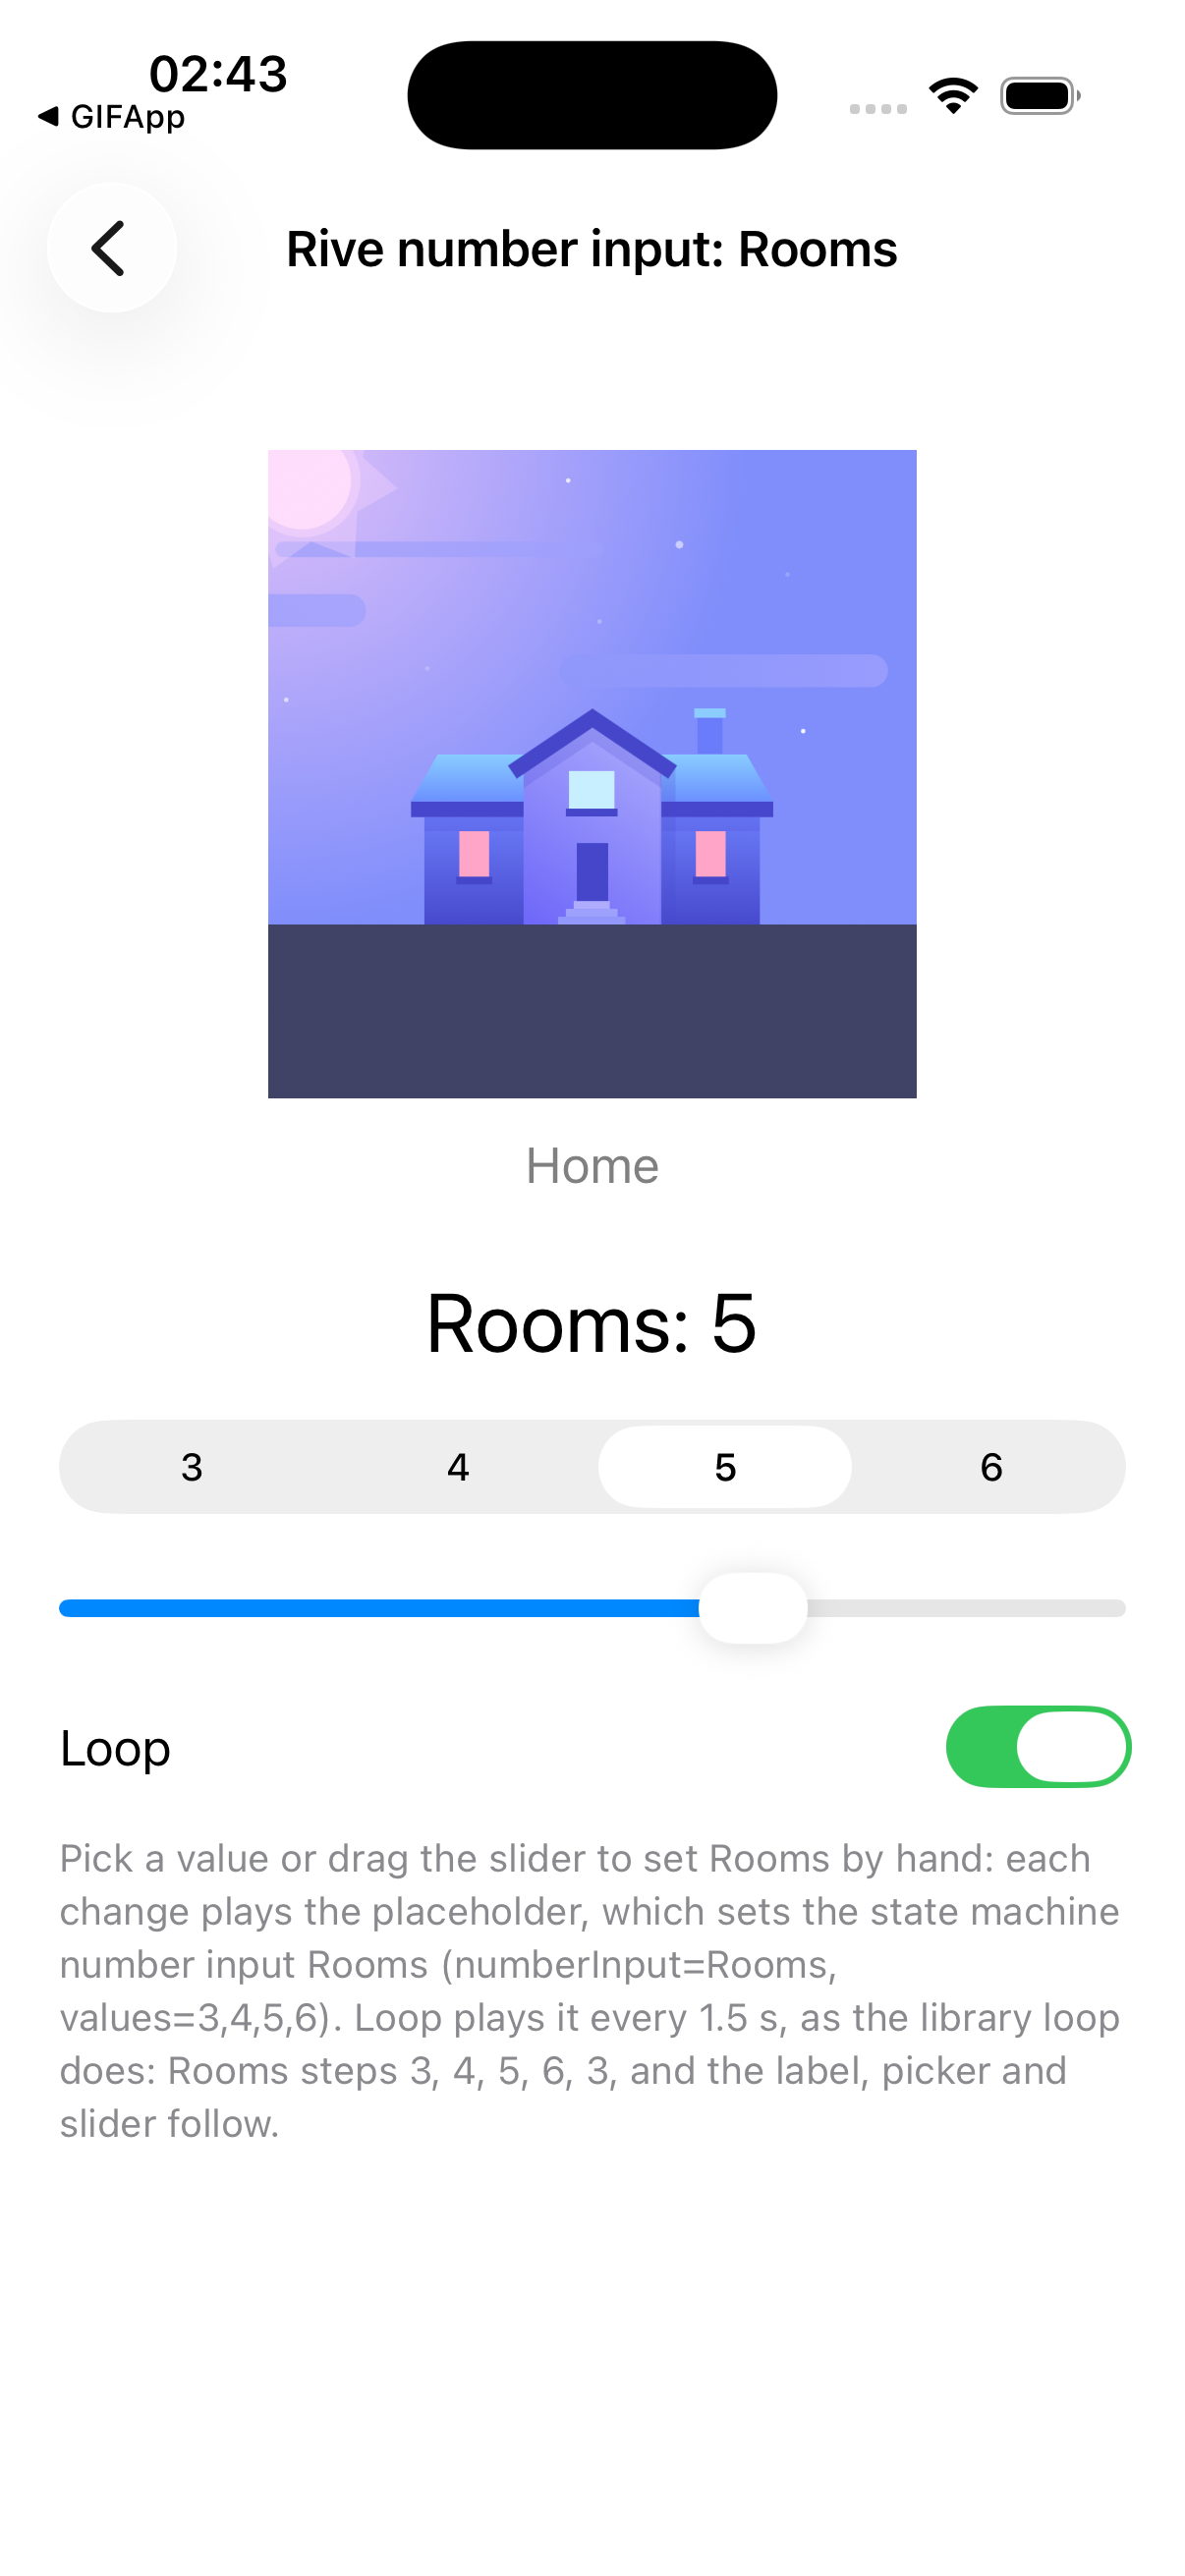 02:43
GIFApp
Rive number input: Rooms
Home
Rooms: 5
3 4 5 6
Loop
Pick a value or drag the slider to set Rooms by hand: each
change plays the placeholder, which sets the state machine
number input Rooms (numberInput=Rooms,
values=3,4,5,6). Loop plays it every 1.5 s, as the library loop
does: Rooms steps 3, 4, 5, 6, 3, and the label, picker and
slider follow.